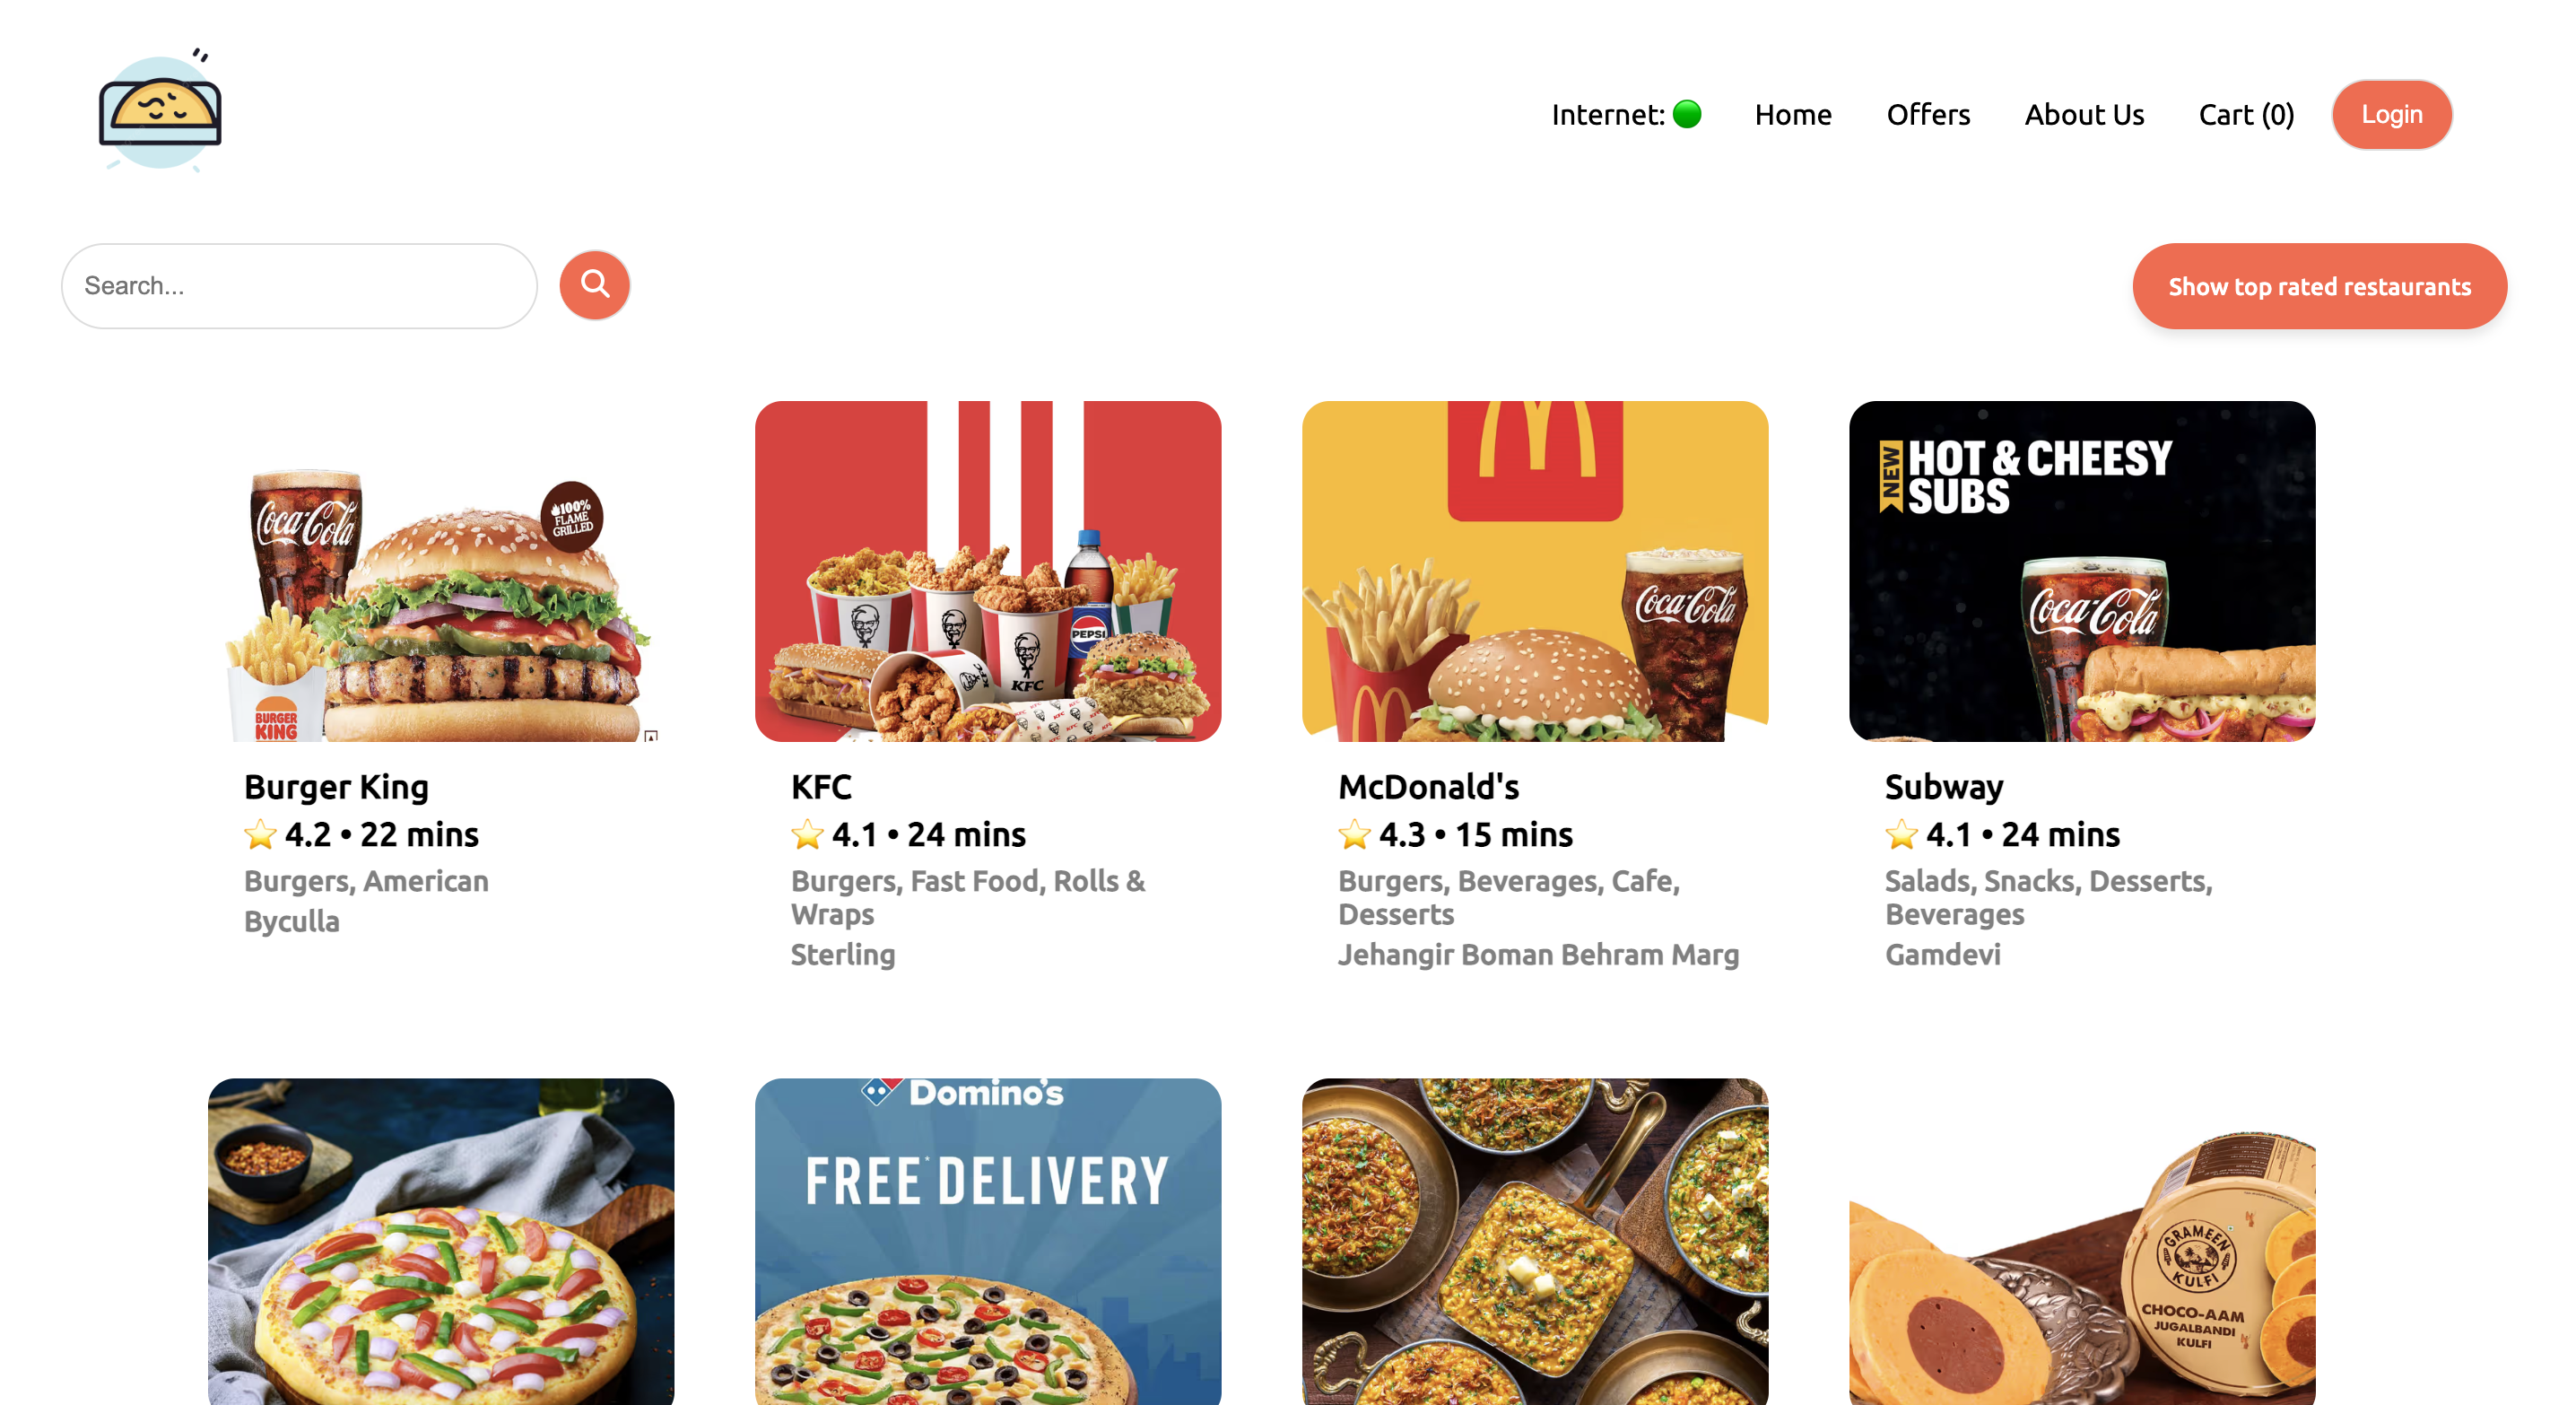 Internet:
Home
Offers
About Us
Cart (0)
Login
Search...
Show top rated restaurants
Coca-Cola
100%
FLAME
GRILLED
BURGER
KING
PEPSI
KFC
Coca-Cola
NEW
HOT & CHEESY
SUBS
Coca-Cola
Burger King
4.2 • 22 mins
Burgers, American
Byculla
KFC
4.1 • 24 mins
Burgers, Fast Food, Rolls &
Wraps
Sterling
McDonald's
4.3 • 15 mins
Burgers, Beverages, Cafe,
Desserts
Jehangir Boman Behram Marg
Subway
4.1 • 24 mins
Salads, Snacks, Desserts,
Beverages
Gamdevi
Domino's
FREE* DELIVERY
GRAMEEN
KULFI
CHOCO-AAM
JUGALBANDI
KULFI